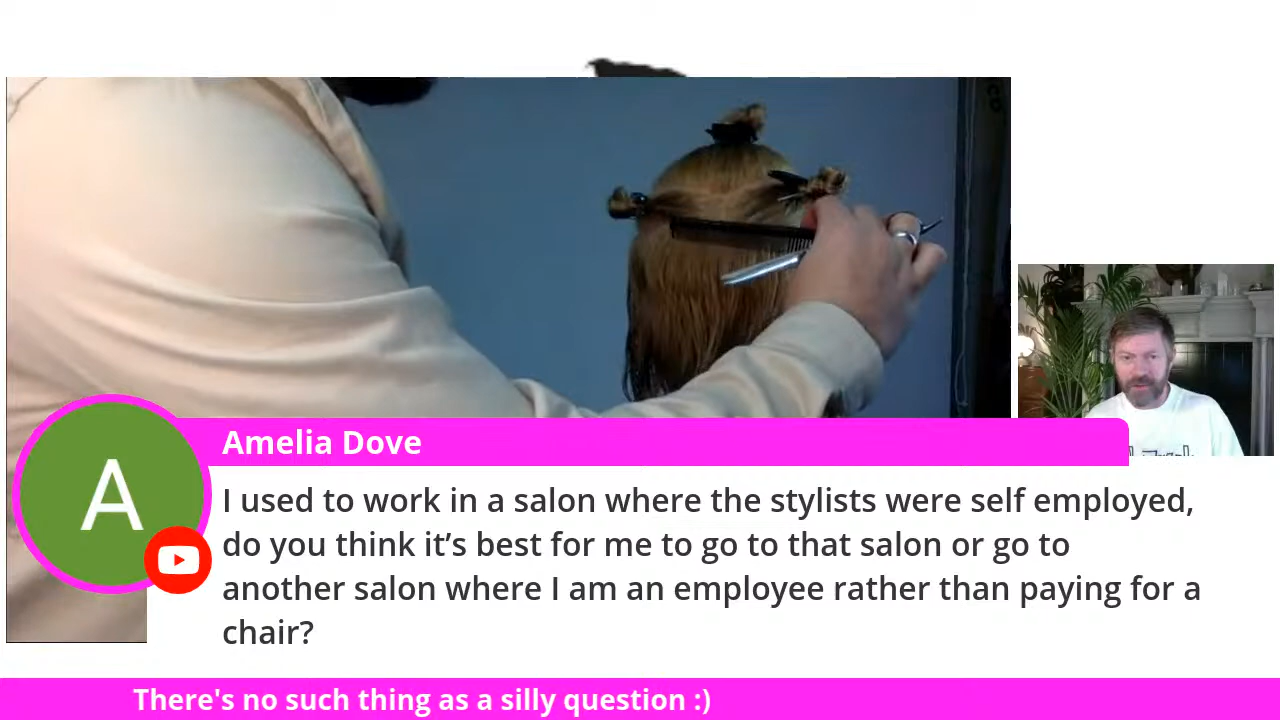 Amelia Dove
A
I used to work in a salon where the stylists were self employed,
do you think it’s best for me to go to that salon or go to
another salon where I am an employee rather than paying for a
chair?
There's no such thing as a silly question :)